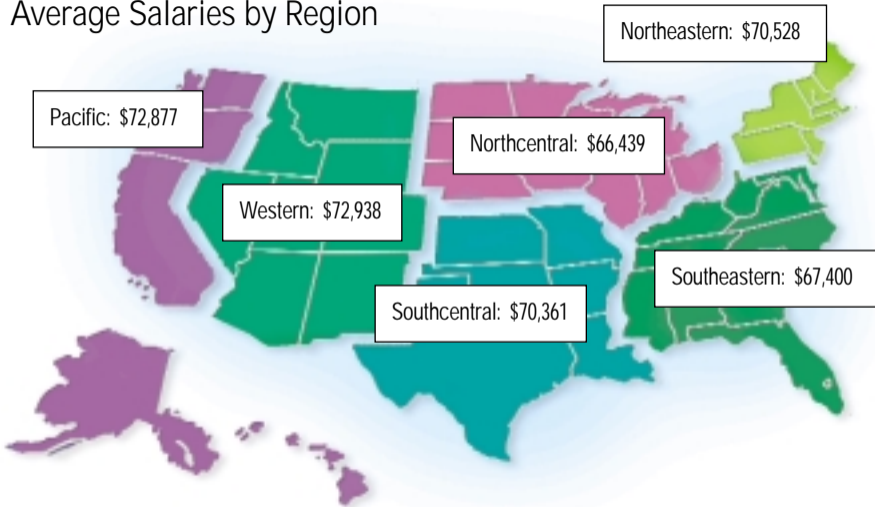 Average Salaries by Region
Northeastern: $70,528
Pacific: $72,877
Northcentral: $66,439
Western: $72,938
Southeastern: $67,400
Southcentral: $70,361